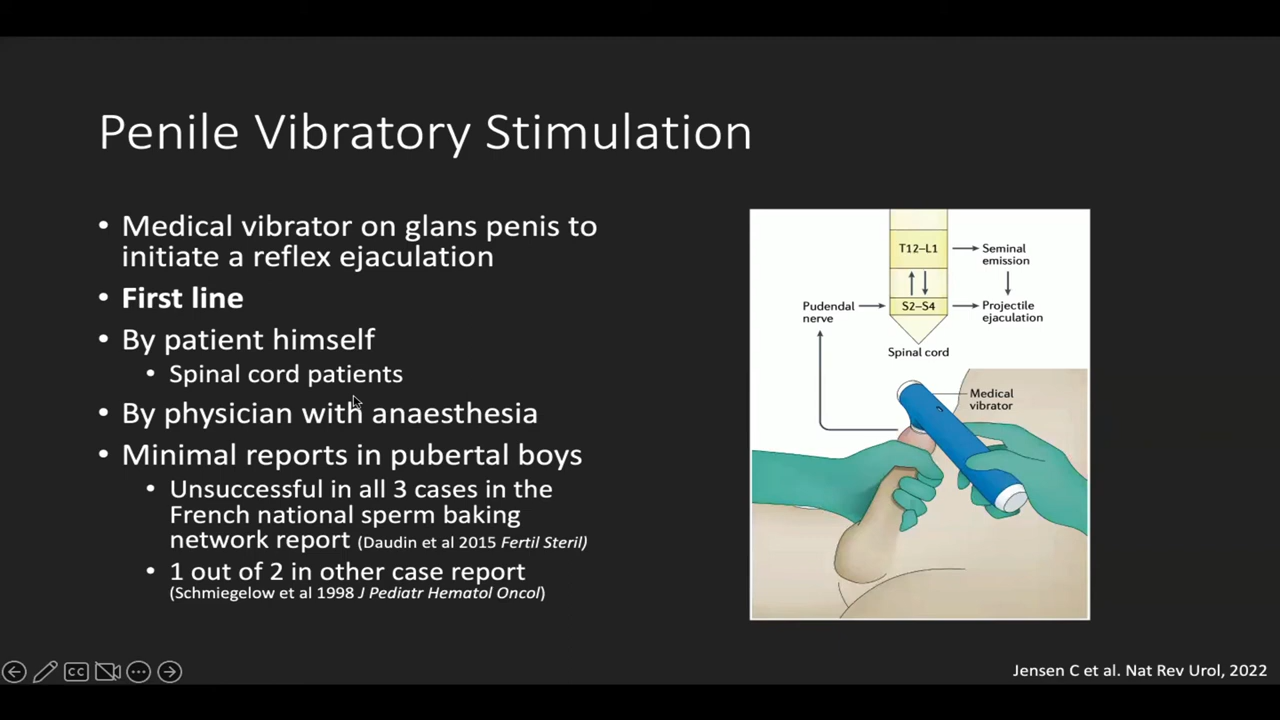 Penile Vibratory Stimulation
• Medical vibrator on glans penis to
initiate a reflex ejaculation
• First line
• By patient himself
• Spinal cord patients
• By physician with anaesthesia
• Minimal reports in pubertal boys
• Unsuccessful in all 3 cases in the
French national sperm baking
network report (Daudin et al 2015 Fertil Steril)
• 1 out of 2 in other case report
(Schmiegelow et al 1998 J Pediatr Hematol Oncol)
T12–L1
Seminal
emission
Pudendal
nerve
S2–S4
Projectile
ejaculation
Spinal cord
Medical
vibrator
CC
Jensen C et al. Nat Rev Urol, 2022